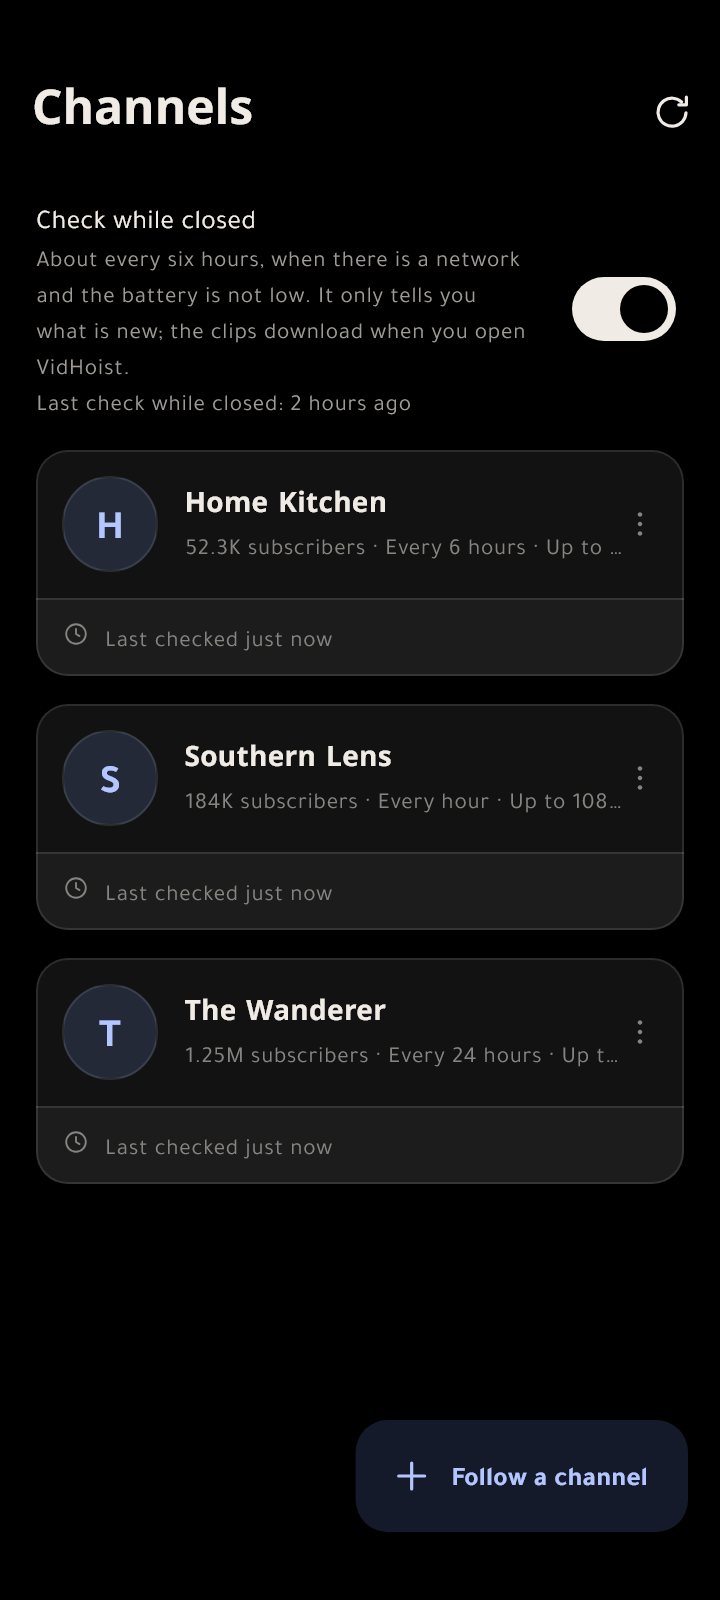 Channels
Check while closed
About every six hours, when there is a network
and the battery is not low. It only tells you
what is new; the clips download when you open
VidHoist.
Last check while closed: 2 hours ago
H
Home Kitchen
52.3K subscribers · Every 6 hours · Up to …
Last checked just now
S
Southern Lens
184K subscribers · Every hour · Up to 108…
Last checked just now
T
The Wanderer
1.25M subscribers · Every 24 hours · Up t…
Last checked just now
Follow a channel